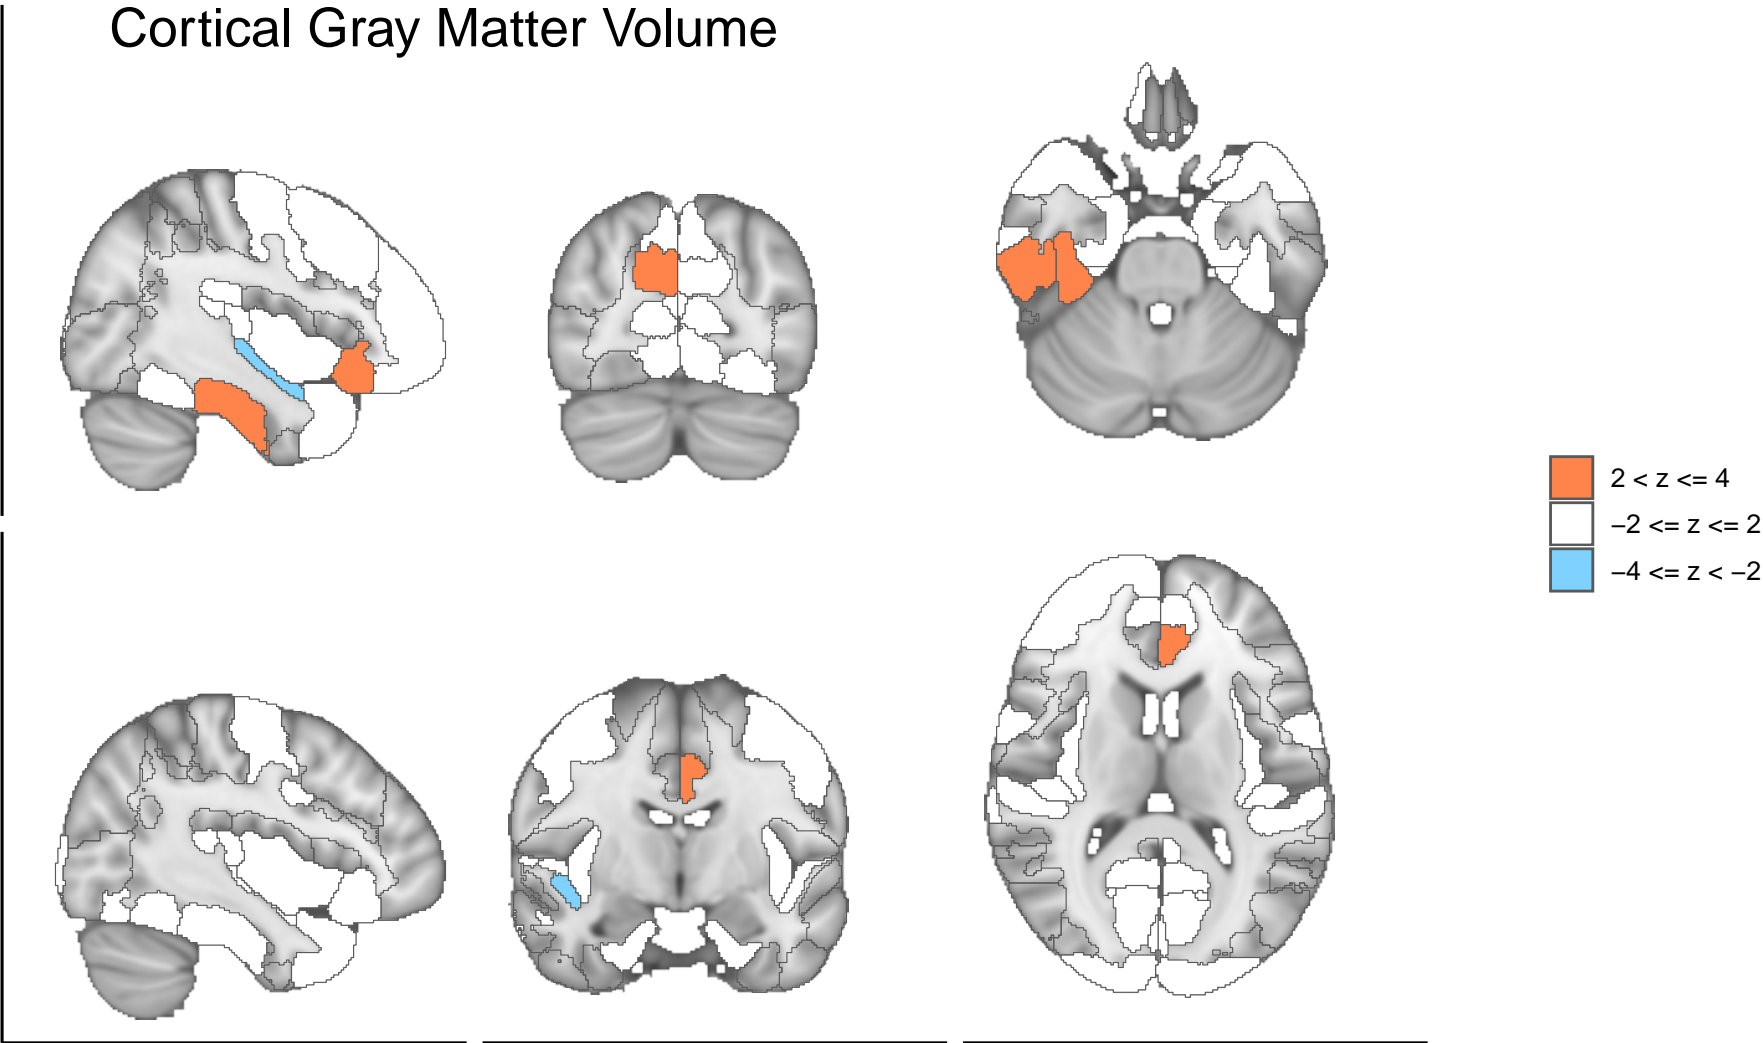 Cortical Gray Matter Volume
2 < z <= 4
−2 <= z <= 2
−4 <= z < −2